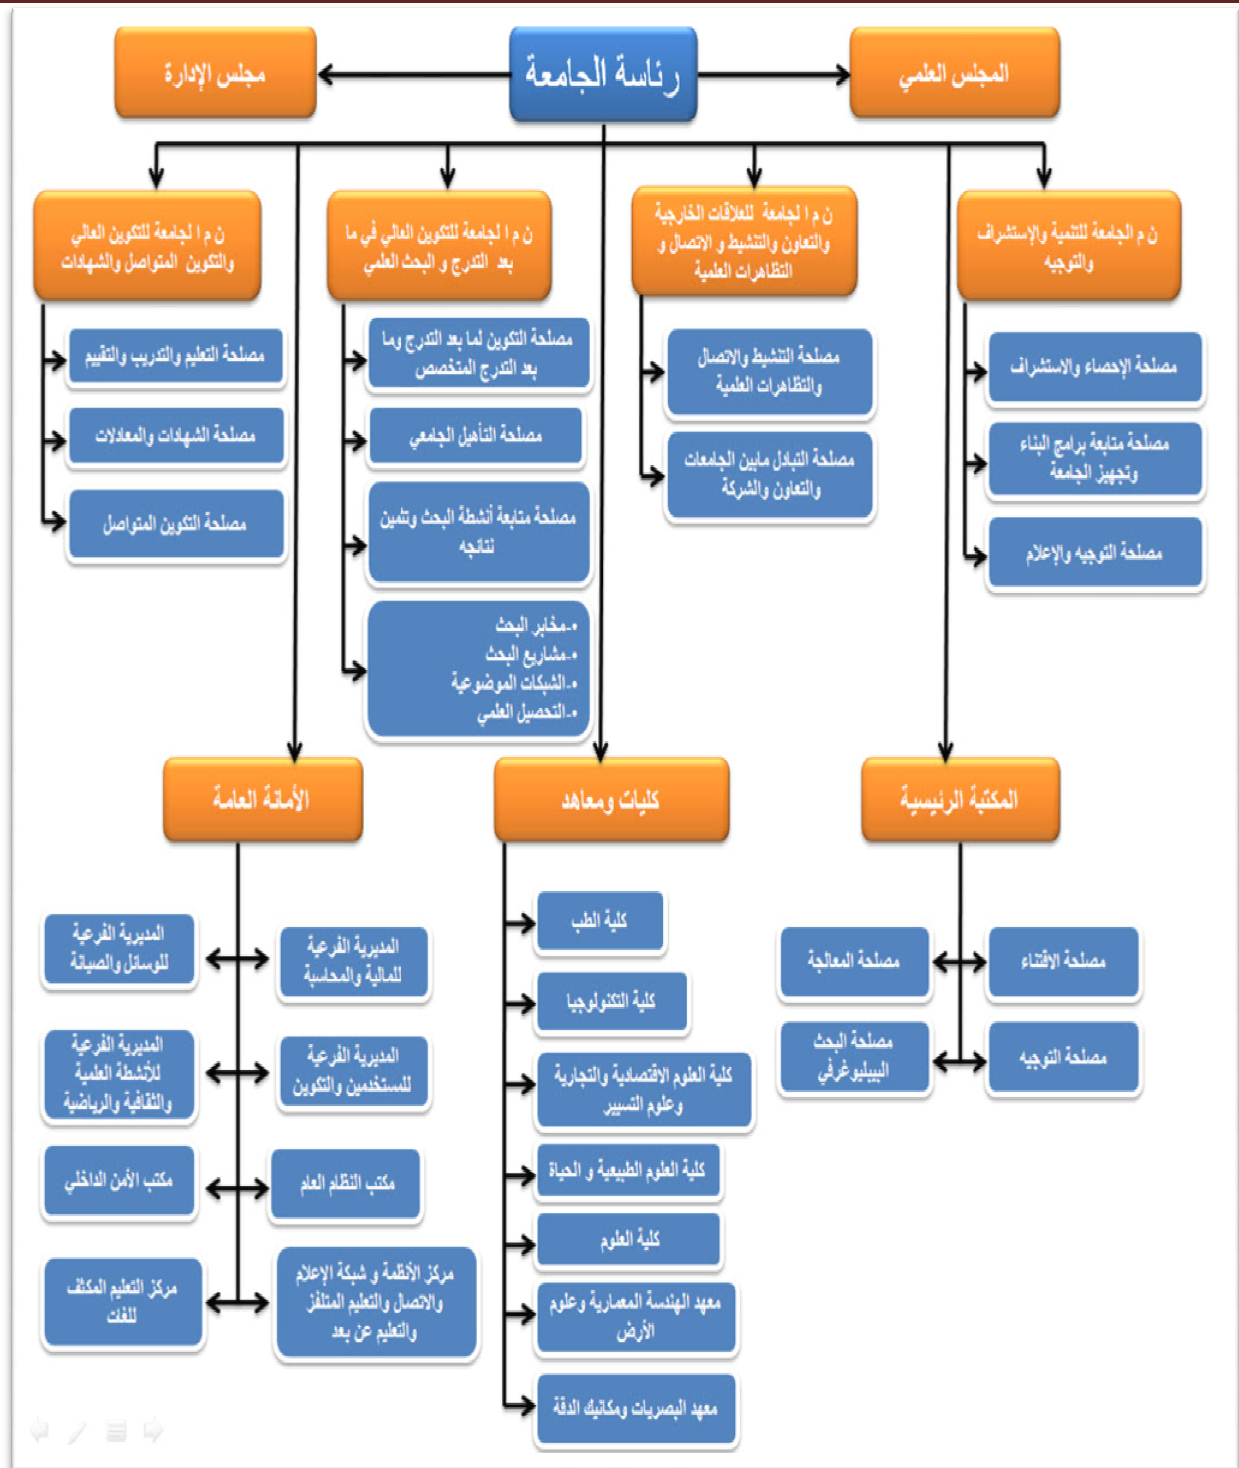 المجلس العلمي
رئاسة الجامعة
مجلس الإدارة
ن م الجامعة للتنمية والإستشراف
والتوجيه
ن م ا لجامعة للعلاقات الخارجية
والتعاون والتنشيط و الاتصال و
التظاهرات العلمية
ن م ا لجامعة للتكوين العالي في ما
بعد التدرج و البحث العلمي
ن م ا لجامعة للتكوين العالي
والتكوين المتواصل والشهادات
مصلحة الإحصاء والاستشراف
مصلحة متابعة برامج البناء
وتجهيز الجامعة
مصلحة التوجيه والإعلام
مصلحة التنشيط والاتصال
والتظاهرات العلمية
مصلحة التبادل مابين الجامعات
والتعاون والشركة
مصلحة التكوين لما بعد التدرج وما
بعد التدرج المتخصص
مصلحة التأهيل الجامعي
مصلحة متابعة أنشطة البحث وتثمين
نتائجه
•-مخابر البحث
•-مشاريع البحث
•-الشبكات الموضوعية
•-التحصيل العلمي
مصلحة التعليم والتدريب والتقييم
مصلحة الشهادات والمعادلات
مصلحة التكوين المتواصل
المكتبة الرئيسية
مصلحة الاقتناء
مصلحة المعالجة
مصلحة التوجيه
مصلحة البحث
البيبليوغرفي
كليات ومعاهد
كلية الطب
كلية التكنولوجيا
كلية العلوم الاقتصادية والتجارية
وعلوم التسيير
كلية العلوم الطبيعية و الحياة
كلية العلوم
معهد الهندسة المعمارية وعلوم
الأرض
معهد البصريات ومكانيك الدقة
الأمانة العامة
المديرية الفرعية
للمالية والمحاسبة
المديرية الفرعية
للوسائل والصيانة
المديرية الفرعية
للمستخدمين والتكوين
المديرية الفرعية
للأنشطة العلمية
والثقافية والرياضية
مكتب النظام العام
مكتب الأمن الداخلي
مركز الأنظمة و شبكة الإعلام
والاتصال والتعليم المتلفز
والتعليم عن بعد
مركز التعليم المكثف
للغات